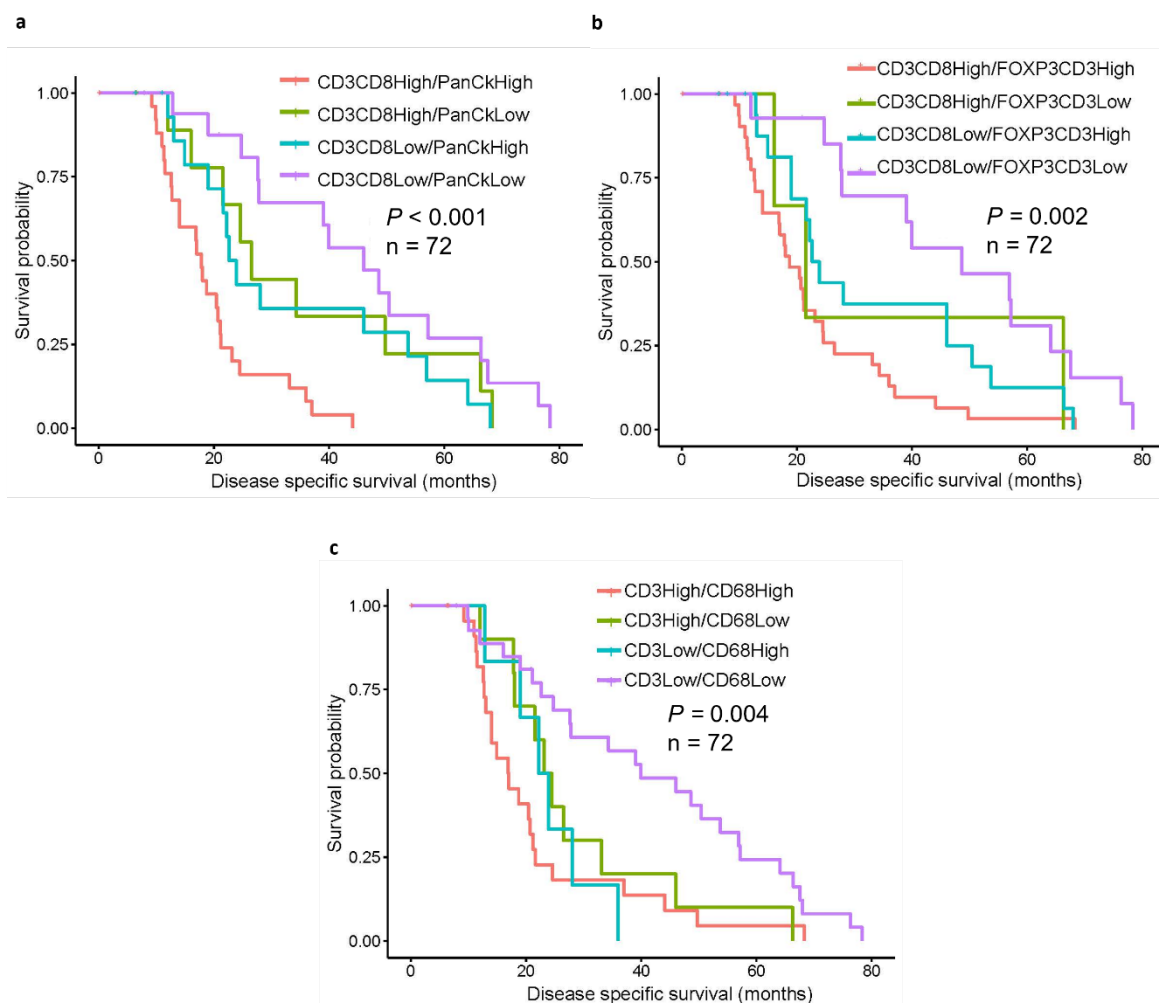 a
CD3CD8High/PanCkHigh
CD3CD8High/PanCkLow
CD3CD8Low/PanCkHigh
CD3CD8Low/PanCkLow
P < 0.001
n = 72
Survival probability
1.00
0.75
0.50
0.25
0.00
0 20 40 60 80
Disease specific survival (months)
b
CD3CD8High/FOXP3CD3High
CD3CD8High/FOXP3CD3Low
CD3CD8Low/FOXP3CD3High
CD3CD8Low/FOXP3CD3Low
P = 0.002
n = 72
Survival probability
1.00
0.75
0.50
0.25
0.00
0 20 40 60 80
Disease specific survival (months)
c
CD3High/CD68High
CD3High/CD68Low
CD3Low/CD68High
CD3Low/CD68Low
P = 0.004
n = 72
Survival probability
1.00
0.75
0.50
0.25
0.00
0 20 40 60 80
Disease specific survival (months)